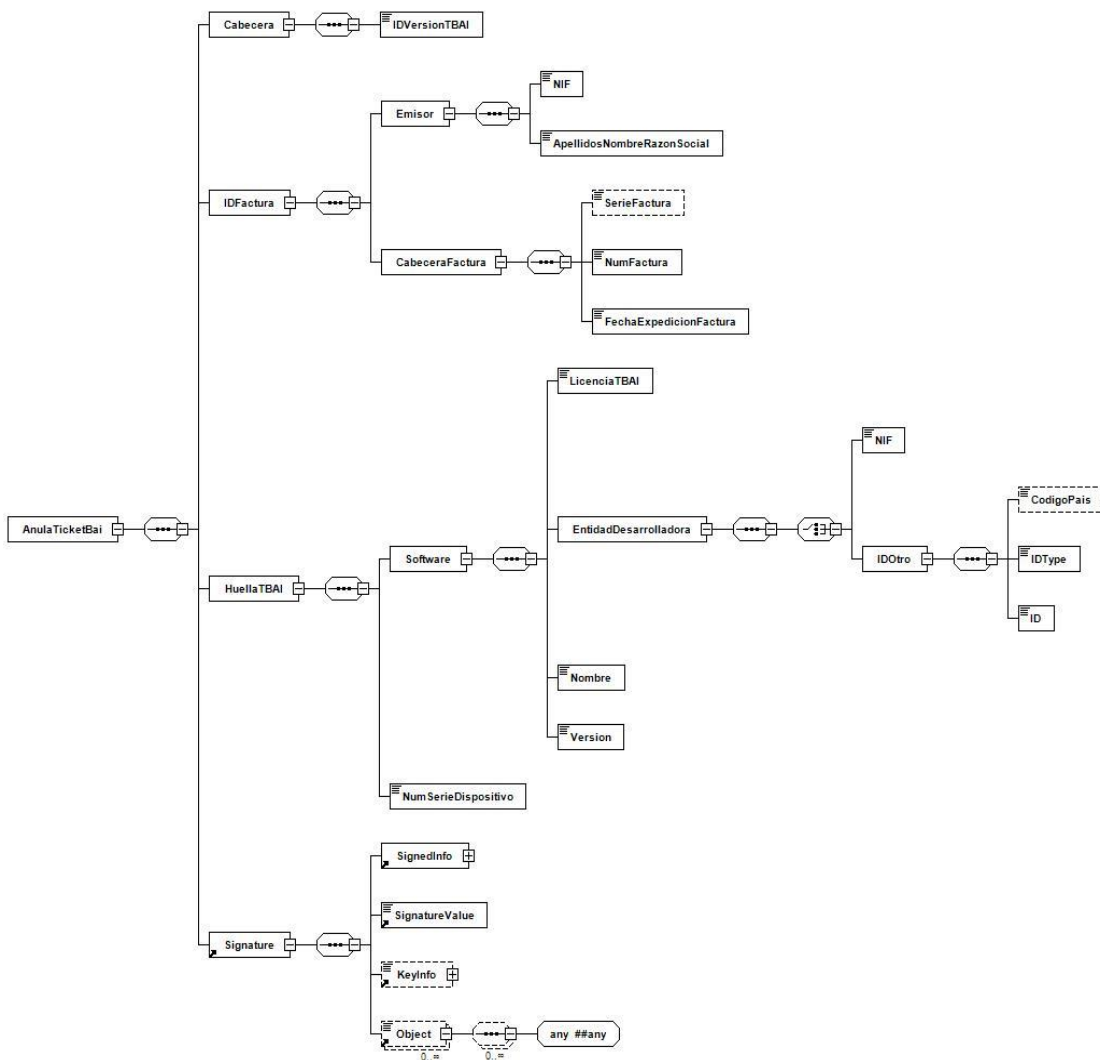 Cabecera
IDVersionTBAI
NIF
Emisor
ApellidosNombreRazonSocial
IDFactura
SerieFactura
CabeceraFactura
NumFactura
FechaExpedicionFactura
LicenciaTBAI
NIF
CodigoPais
AnulaTicketBai
EntidadDesarrolladora
HuellaTBAI
Software
IDOtro
IDType
ID
Nombre
Version
NumSerieDispositivo
SignedInfo
SignatureValue
Signature
KeyInfo
Object
any ##any
0..∞
0..∞